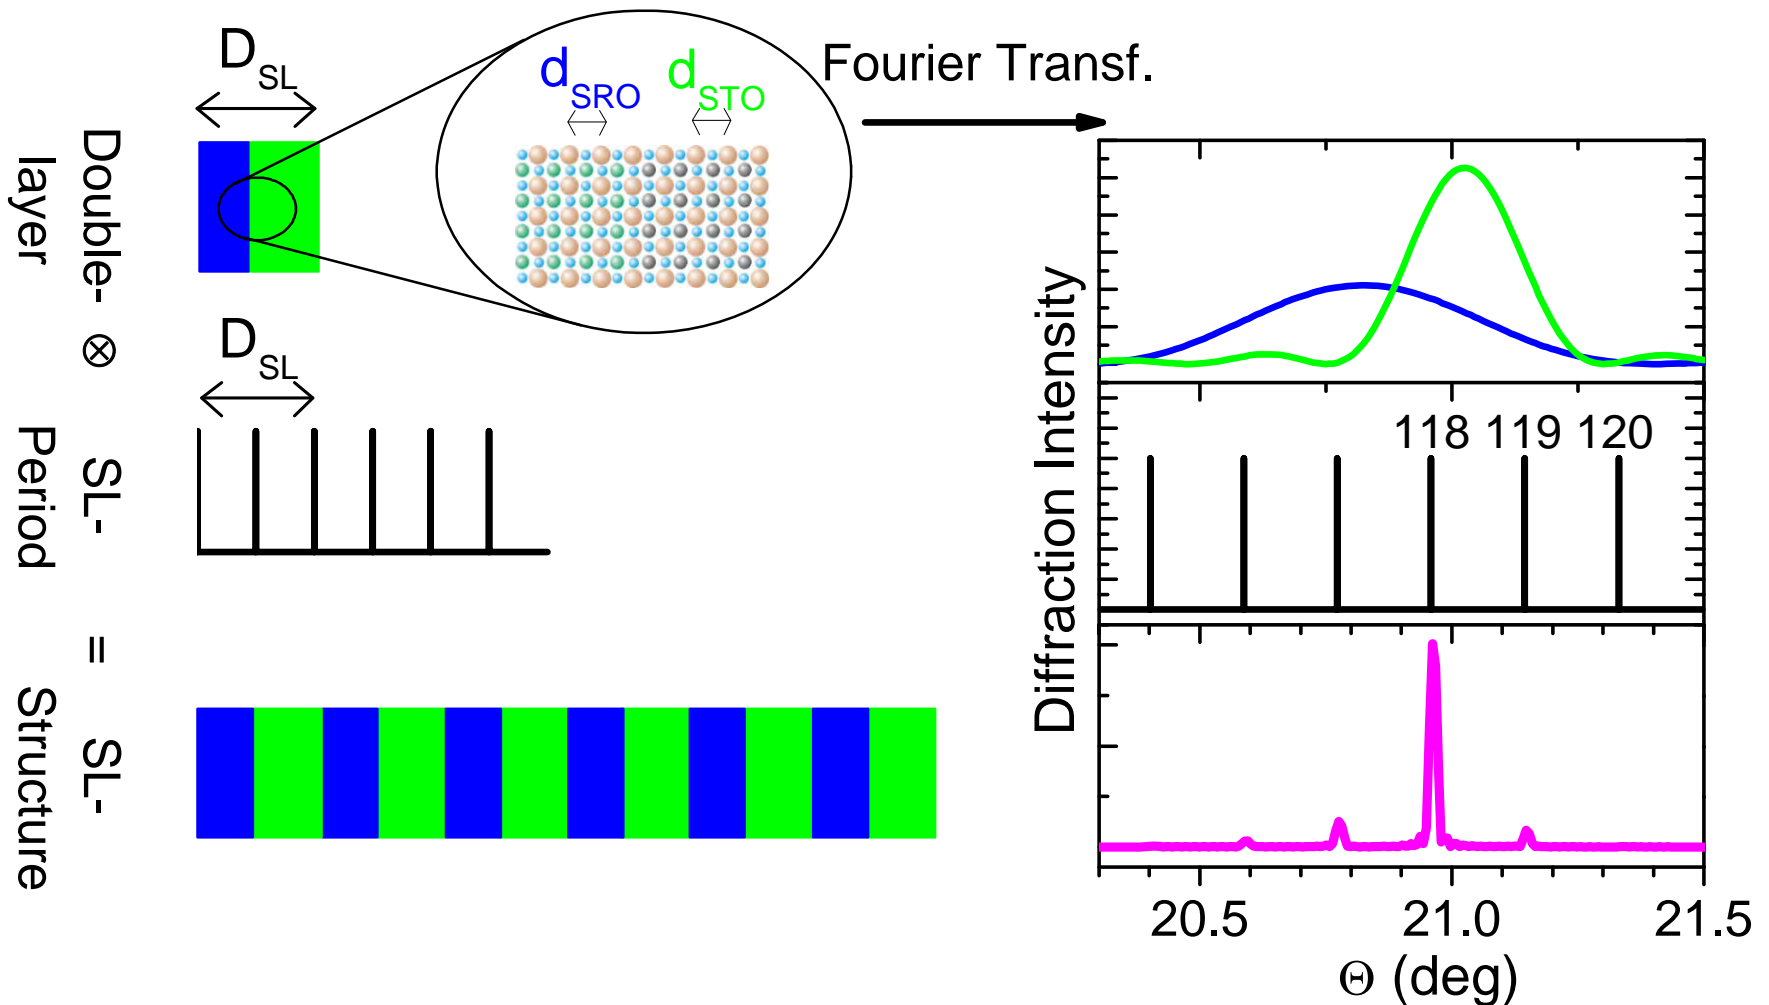 D_SL
d_SRO
d_STO
Fourier Transf.
Double-
layer
⊗
D_SL
SL-
Period
=
SL-
Structure
Diffraction Intensity
118 119 120
20.5 21.0 21.5
Θ (deg)